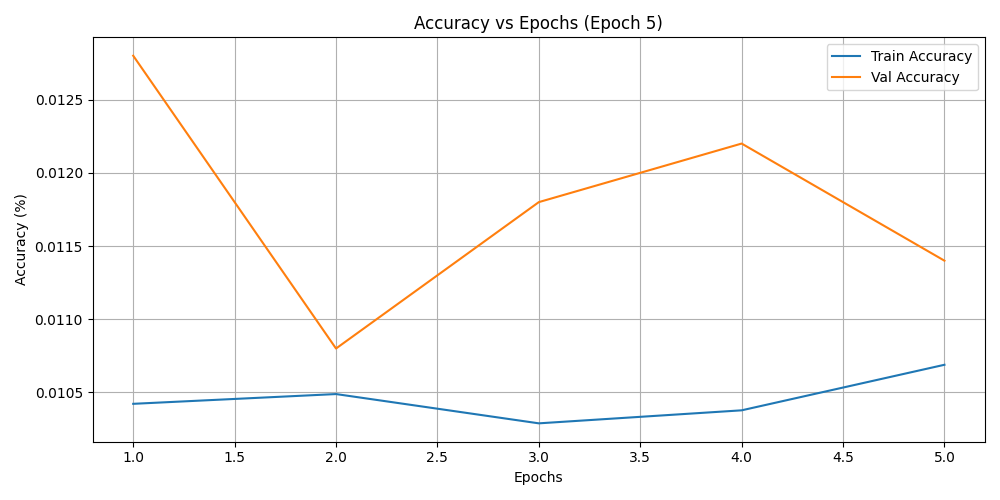 Accuracy vs Epochs (Epoch 5)
Train Accuracy
Val Accuracy
Accuracy (%)
0.0125
0.0120
0.0115
0.0110
0.0105
1.0 1.5 2.0 2.5 3.0 3.5 4.0 4.5 5.0
Epochs